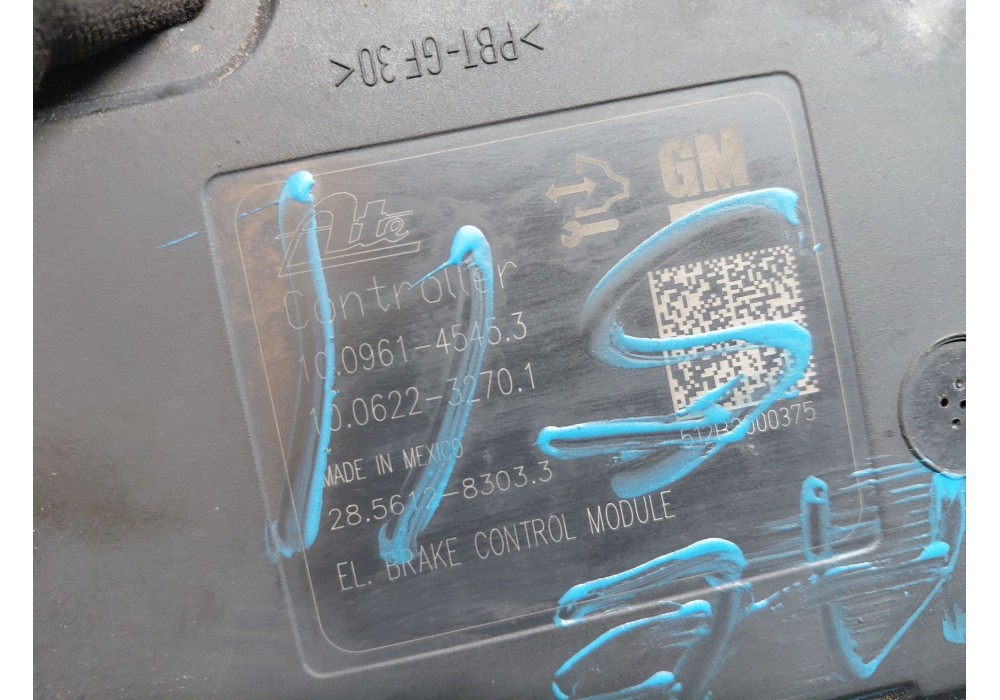 >PBT-GF30<
Ate
GM
Controller
10.0961-4545.3
10.0622-3270.1
MADE IN MEXICO
28.5612-8303.3
EL. BRAKE CONTROL MODULE
115